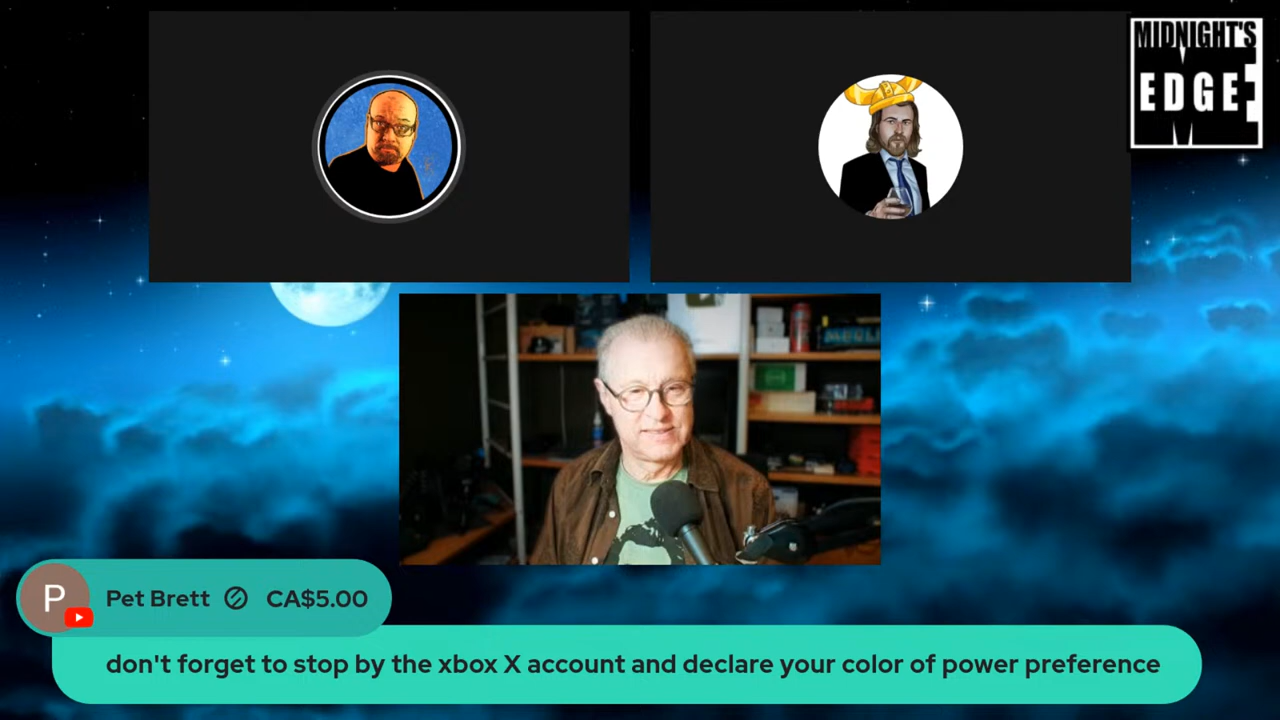 MIDNIGHT'S
EDGE
Pet Brett CA$5.00
don't forget to stop by the xbox X account and declare your color of power preference
P